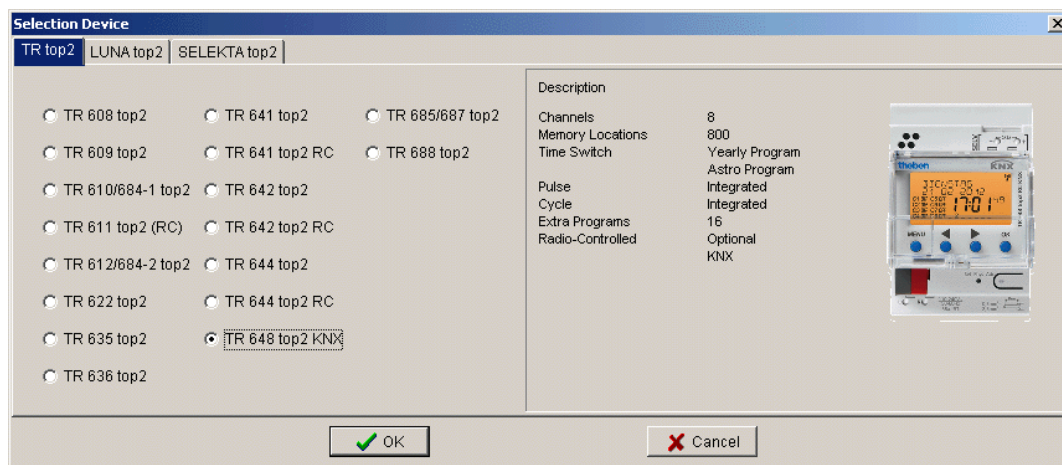 Selection Device
TR top2
LUNA top2
SELEKTA top2
TR 608 top2
TR 609 top2
TR 610/684-1 top2
TR 611 top2 (RC)
TR 612/684-2 top2
TR 622 top2
TR 635 top2
TR 636 top2
TR 641 top2
TR 641 top2 RC
TR 642 top2
TR 642 top2 RC
TR 644 top2
TR 644 top2 RC
TR 648 top2 KNX
TR 685/687 top2
TR 688 top2
Description
Channels 8
Memory Locations 800
Time Switch Yearly Program
Astro Program
Pulse Integrated
Cycle Integrated
Extra Programs 16
Radio-Controlled Optional
KNX
theben KNX
17:01
MENU OK
OK
Cancel